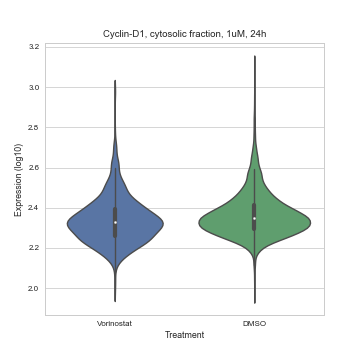 Cyclin-D1, cytosolic fraction, 1uM, 24h
3.2
3.0
2.8
2.6
2.4
2.2
2.0
Expression (log10)
Vorinostat
DMSO
Treatment